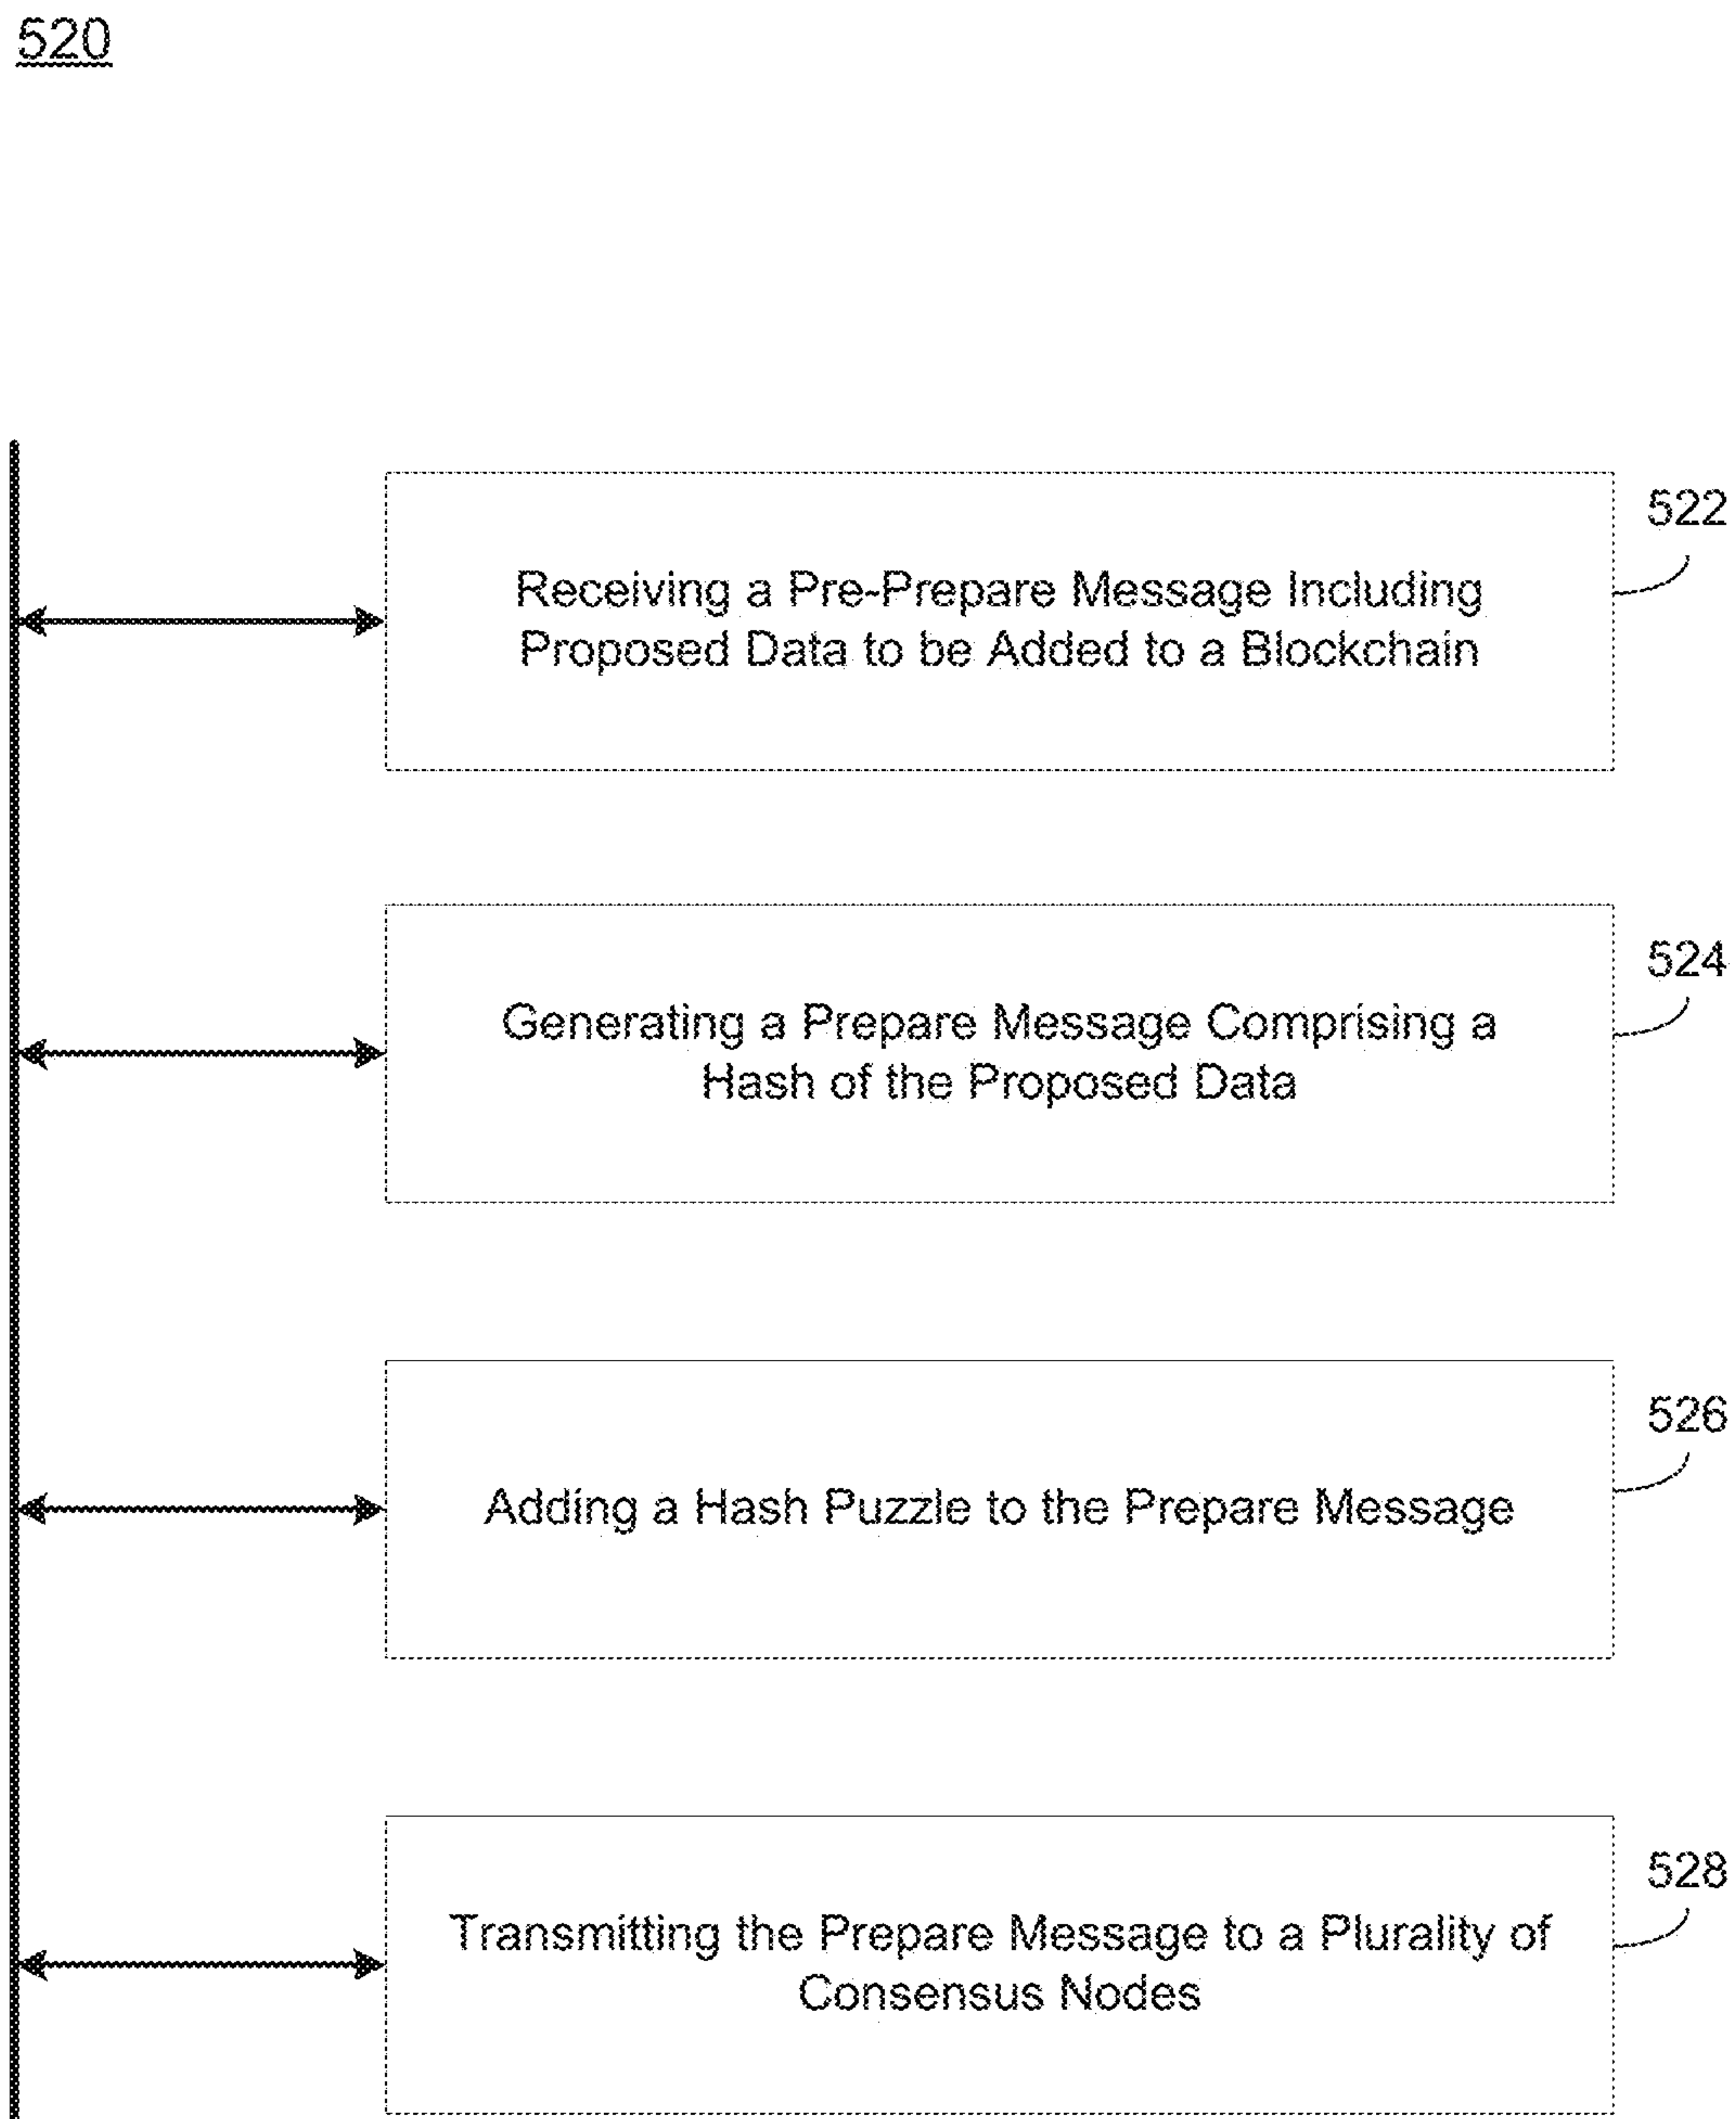 520
522
Receiving a Pre-Prepare Message Including
Proposed Data to be Added to a Blockchain
524
Generating a Prepare Message Comprising a
Hash of the Proposed Data
526
Adding a Hash Puzzle to the Prepare Message
528
Transmitting the Prepare Message to a Plurality of
Consensus Nodes